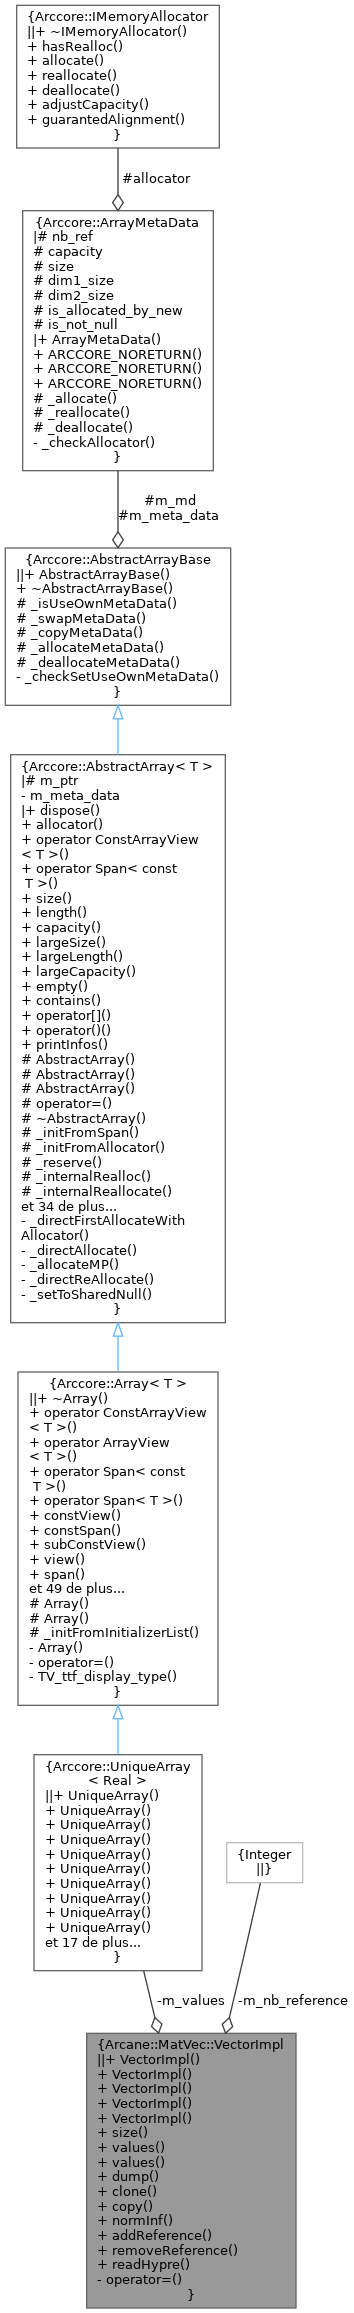 {Arccore::IMemoryAllocator
||+ ~IMemoryAllocator()
+ hasRealloc()
+ allocate()
+ reallocate()
+ deallocate()
+ adjustCapacity()
+ guarantedAlignment()
}
#allocator
{Arccore::ArrayMetaData
|# nb_ref
# capacity
# size
# dim1_size
# dim2_size
# is_allocated_by_new
# is_not_null
|+ ArrayMetaData()
+ ARCCORE_NORETURN()
+ ARCCORE_NORETURN()
+ ARCCORE_NORETURN()
# _allocate()
# _reallocate()
# _deallocate()
- _checkAllocator()
}
#m_md
#m_meta_data
{Arccore::AbstractArrayBase
||+ AbstractArrayBase()
+ ~AbstractArrayBase()
# _isUseOwnMetaData()
# _swapMetaData()
# _copyMetaData()
# _allocateMetaData()
# _deallocateMetaData()
- _checkSetUseOwnMetaData()
}
{Arccore::AbstractArray< T >
|# m_ptr
- m_meta_data
|+ dispose()
+ allocator()
+ operator ConstArrayView
< T >()
+ operator Span< const
T >()
+ size()
+ length()
+ capacity()
+ largeSize()
+ largeLength()
+ largeCapacity()
+ empty()
+ contains()
+ operator[]()
+ operator()()
+ printInfos()
# AbstractArray()
# AbstractArray()
# AbstractArray()
# operator=()
# ~AbstractArray()
# _initFromSpan()
# _initFromAllocator()
# _reserve()
# _internalRealloc()
# _internalReallocate()
et 34 de plus...
- _directFirstAllocateWith
Allocator()
- _directAllocate()
- _allocateMP()
- _directReAllocate()
- _setToSharedNull()
}
{Arccore::Array< T >
||+ ~Array()
+ operator ConstArrayView
< T >()
+ operator ArrayView
< T >()
+ operator Span< const
T >()
+ operator Span< T >()
+ constView()
+ constSpan()
+ subConstView()
+ view()
+ span()
et 49 de plus...
# Array()
# Array()
# _initFromInitializerList()
- Array()
- operator=()
- TV_ttf_display_type()
}
{Arccore::UniqueArray
< Real >
||+ UniqueArray()
+ UniqueArray()
+ UniqueArray()
+ UniqueArray()
+ UniqueArray()
+ UniqueArray()
+ UniqueArray()
+ UniqueArray()
+ UniqueArray()
+ UniqueArray()
et 17 de plus...
}
{Integer
||}
-m_values
-m_nb_reference
{Arcane::MatVec::VectorImpl
||+ VectorImpl()
+ VectorImpl()
+ VectorImpl()
+ VectorImpl()
+ VectorImpl()
+ size()
+ values()
+ values()
+ dump()
+ clone()
+ copy()
+ normInf()
+ addReference()
+ removeReference()
+ readHypre()
- operator=()
}